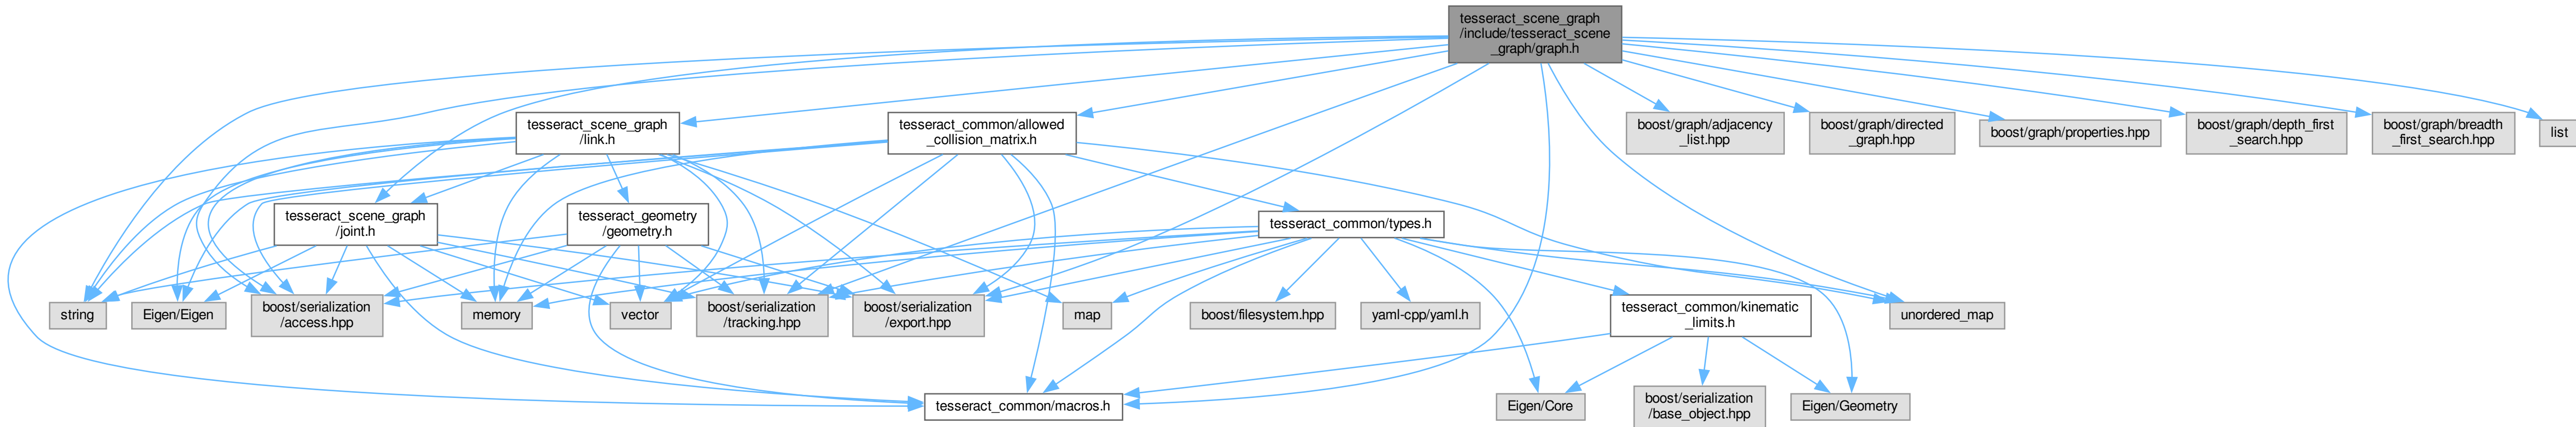 tesseract_scene_graph
/include/tesseract_scene
_graph/graph.h
tesseract_scene_graph
/link.h
tesseract_common/allowed
_collision_matrix.h
boost/graph/adjacency
_list.hpp
boost/graph/directed
_graph.hpp
boost/graph/properties.hpp
boost/graph/depth_first
_search.hpp
boost/graph/breadth
_first_search.hpp
list
tesseract_scene_graph
/joint.h
tesseract_geometry
/geometry.h
tesseract_common/types.h
string
Eigen/Eigen
boost/serialization
/access.hpp
memory
vector
boost/serialization
/tracking.hpp
boost/serialization
/export.hpp
map
boost/filesystem.hpp
yaml-cpp/yaml.h
tesseract_common/kinematic
_limits.h
unordered_map
tesseract_common/macros.h
Eigen/Core
boost/serialization
/base_object.hpp
Eigen/Geometry